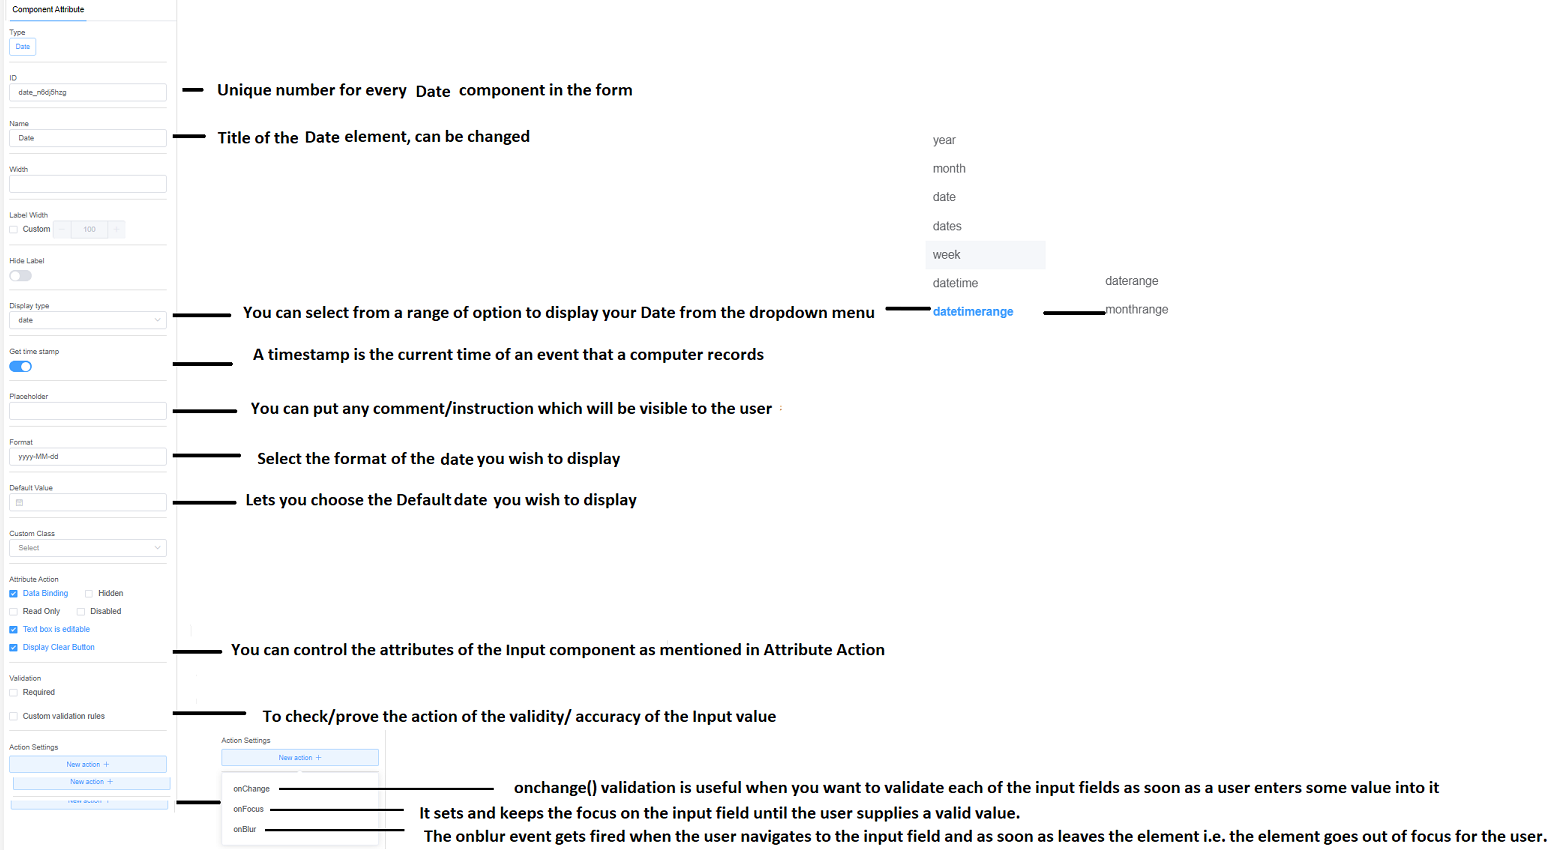 Component Attribute
Type
Date
ID
date_n6dj5hzg
Unique number for every Date component in the form
Name
Date
Title of the Date element, can be changed
Width
Label Width
Custom - 100 +
Hide Label
Display type
date
You can select from a range of option to display your Date from the dropdown menu
year
month
date
dates
week
datetime
datetimerange
daterange
monthrange
Get time stamp
A timestamp is the current time of an event that a computer records
Placeholder
You can put any comment/instruction which will be visible to the user :
Format
yyyy-MM-dd
Select the format of the date you wish to display
Default Value
Lets you choose the Default date you wish to display
Custom Class
Select
Attribute Action
Data Binding Hidden
Read Only Disabled
Text box is editable
Display Clear Button
You can control the attributes of the Input component as mentioned in Attribute Action
Validation
Required
Custom validation rules
To check/prove the action of the validity/ accuracy of the Input value
Action Settings
New action +
New action +
New action +
Action Settings
New action +
onChange
onchange() validation is useful when you want to validate each of the input fields as soon as a user enters some value into it
onFocus
It sets and keeps the focus on the input field until the user supplies a valid value.
onBlur
The onblur event gets fired when the user navigates to the input field and as soon as leaves the element i.e. the element goes out of focus for the user.